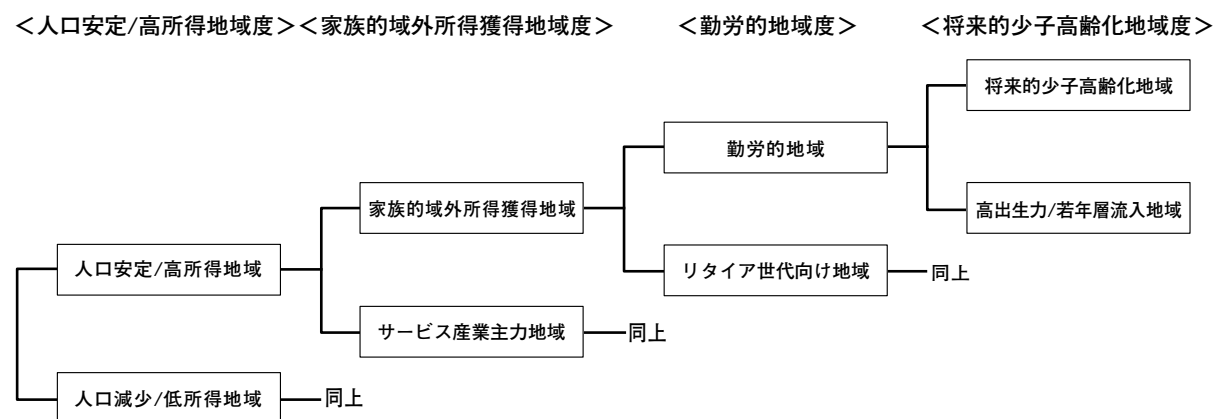 ＜人口安定/高所得地域度＞＜家族的域外所得獲得地域度＞ ＜勤労的地域度＞ ＜将来的少子高齢化地域度＞
将来的少子高齢化地域
勤労的地域
家族的域外所得獲得地域
高出生力/若年層流入地域
人口安定/高所得地域
リタイア世代向け地域
同上
サービス産業主力地域
同上
人口減少/低所得地域
同上